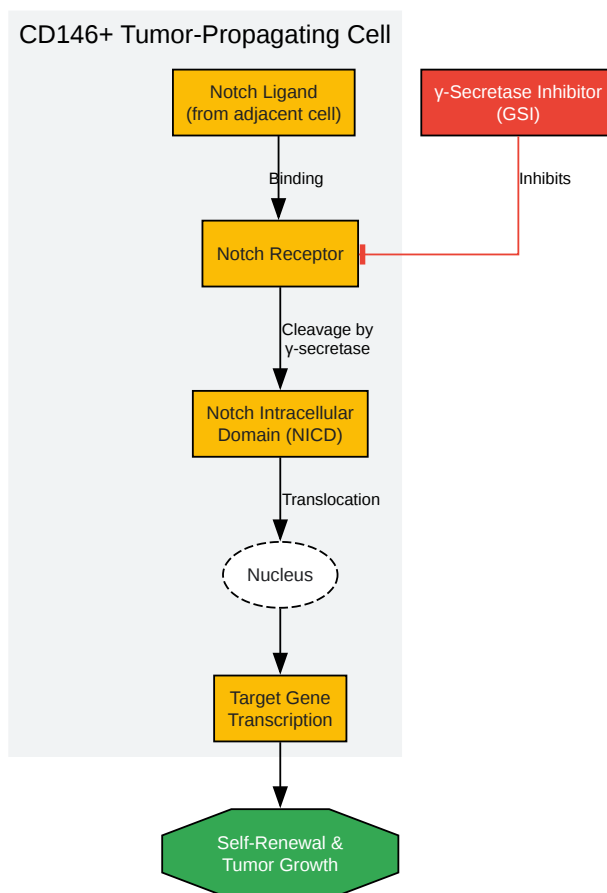 CD146+ Tumor-Propagating Cell
Notch Ligand
(from adjacent cell)
γ-Secretase Inhibitor
(GSI)
Binding
Inhibits
Notch Receptor
Cleavage by
γ-secretase
Notch Intracellular
Domain (NICD)
Translocation
Nucleus
Target Gene
Transcription
Self-Renewal &
Tumor Growth